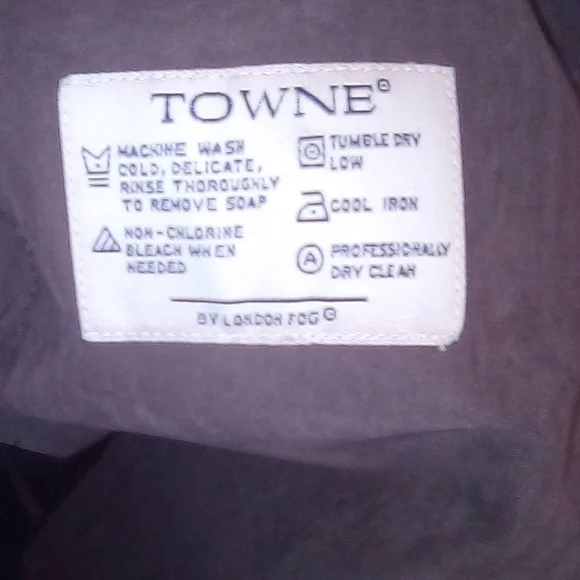 TOWNE®
MACHINE WASH
COLD, DELICATE,
RINSE THOROUGHLY
TO REMOVE SOAP
NON-CHLORINE
BLEACH WHEN
NEEDED
TUMBLE DRY
LOW
COOL IRON
A
PROFESSIONALLY
DRY CLEAN
BY LONDON FOG®